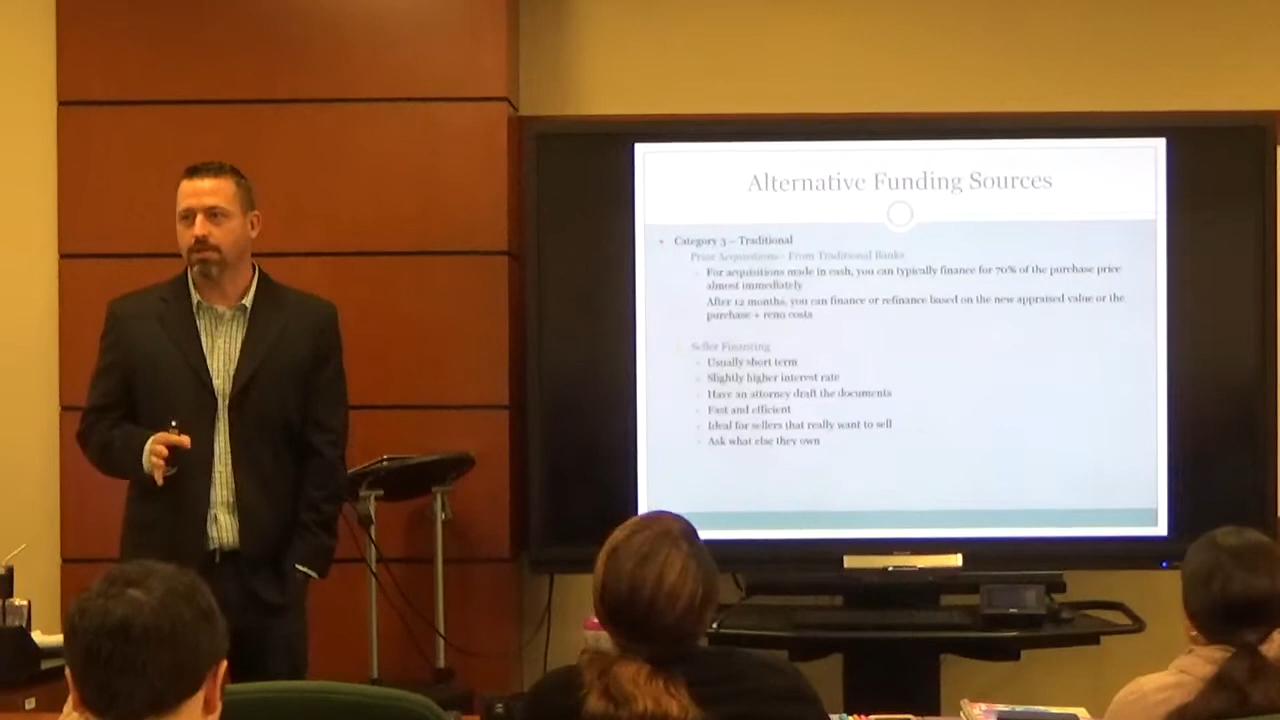 Alternative Funding Sources
Category 3 – Traditional
Prior Acquisitions - From Traditional Banks
For acquisitions made in cash, you can typically finance for 70% of the purchase price
almost immediately
After 12 months, you can finance or refinance based on the new appraised value or the
purchase + reno costs
Seller Financing
Usually short term
Slightly higher interest rate
Have an attorney draft the documents
Fast and efficient
Ideal for sellers that really want to sell
Ask what else they own